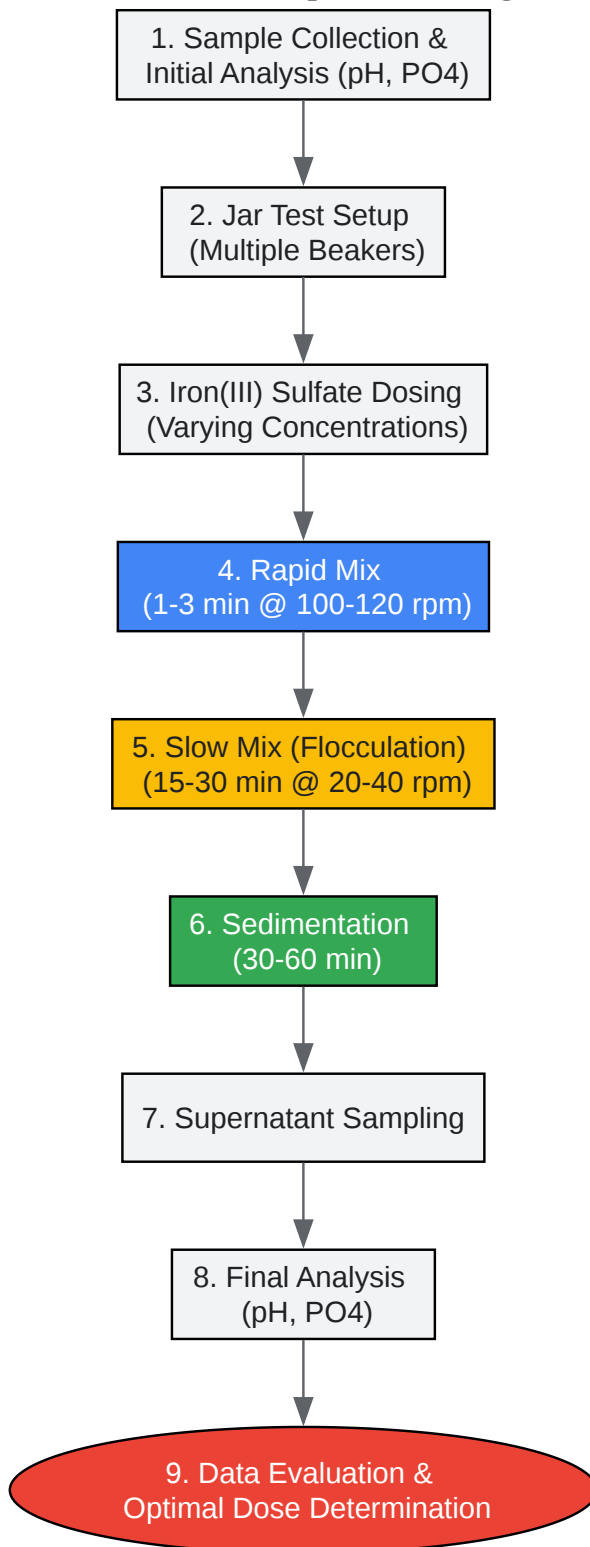 1. Sample Collection &
Initial Analysis (pH, PO4)
2. Jar Test Setup
(Multiple Beakers)
3. Iron(III) Sulfate Dosing
(Varying Concentrations)
4. Rapid Mix
(1-3 min @ 100-120 rpm)
5. Slow Mix (Flocculation)
(15-30 min @ 20-40 rpm)
6. Sedimentation
(30-60 min)
7. Supernatant Sampling
8. Final Analysis
(pH, PO4)
9. Data Evaluation &
Optimal Dose Determination